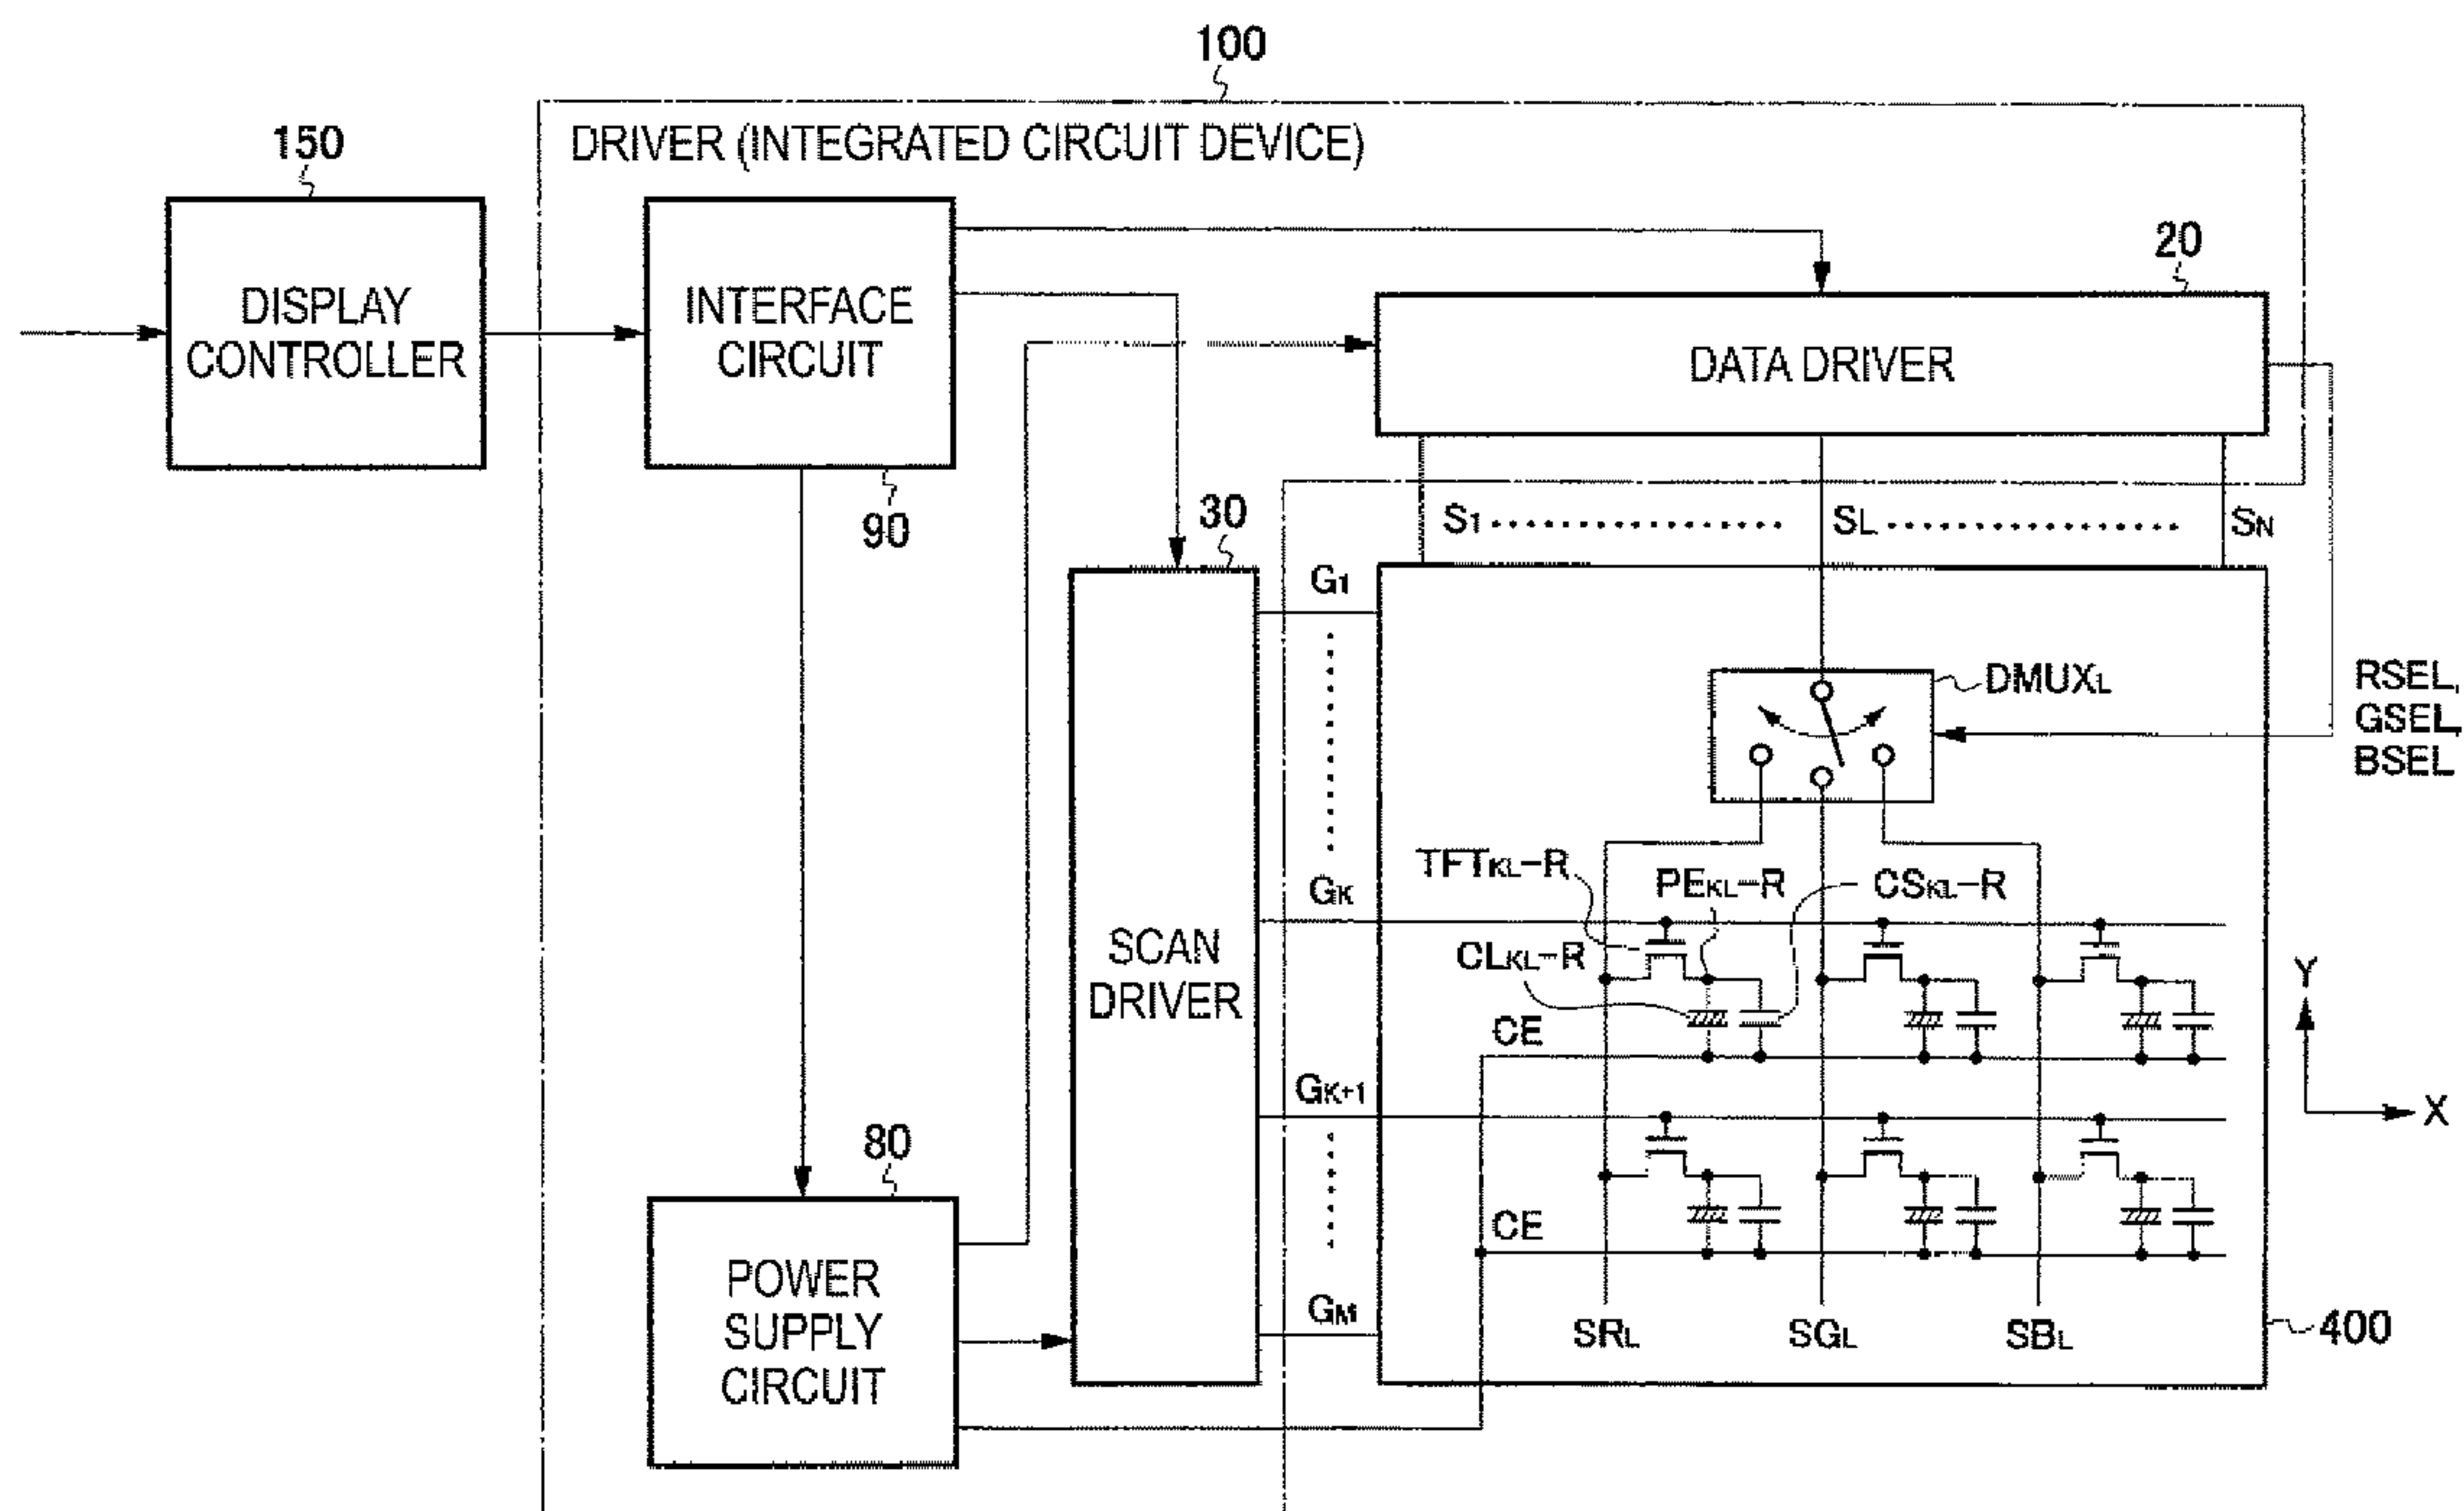 100
DRIVER (INTEGRATED CIRCUIT DEVICE)
150
DISPLAY
CONTROLLER
INTERFACE
CIRCUIT
90
20
DATA DRIVER
S1
SL
SN
30
SCAN
DRIVER
G1
GK
GK+1
GM
DMUXL
RSEL,
GSEL,
BSEL
TFTKL-R
PEKL-R
CSKL-R
CLKL-R
CE
CE
Y
X
80
POWER
SUPPLY
CIRCUIT
SRL
SGL
SBL
400